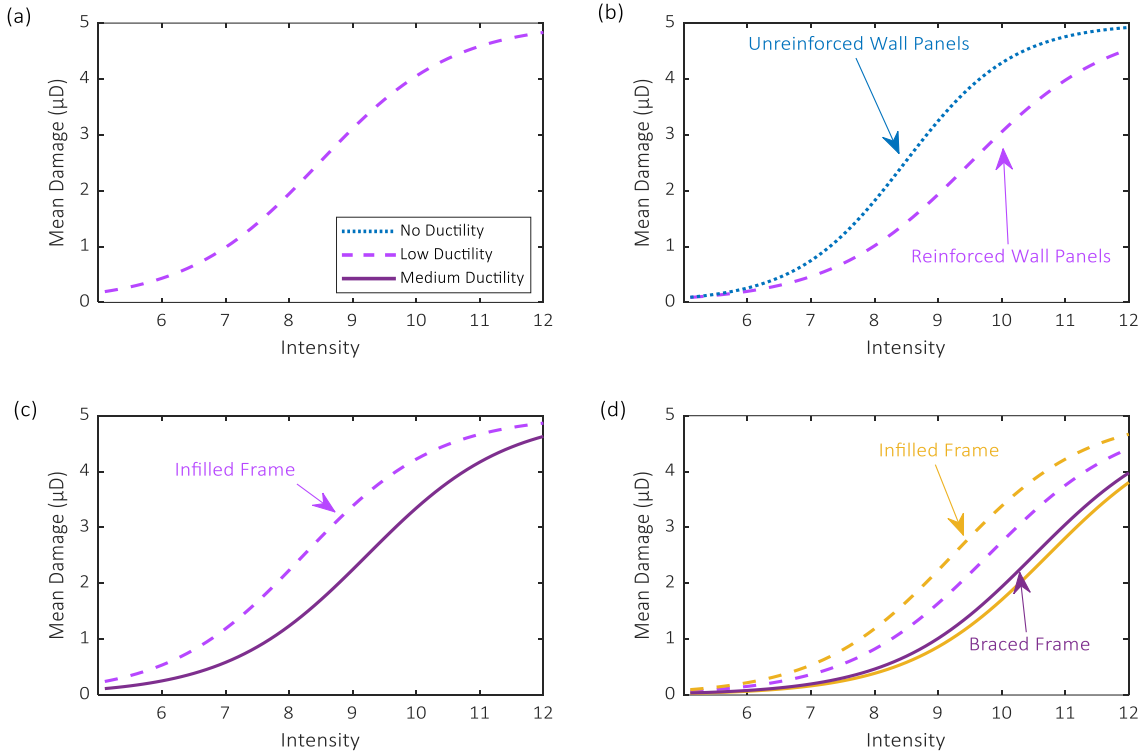 (a)
5
4
3
2
1
0
Mean Damage (μD)
No Ductility
Low Ductility
Medium Ductility
6 7 8 9 10 11 12
Intensity
(b)
5
4
3
2
1
0
Mean Damage (μD)
Unreinforced Wall Panels
Reinforced Wall Panels
6 7 8 9 10 11 12
Intensity
(c)
5
4
3
2
1
0
Mean Damage (μD)
Infilled Frame
6 7 8 9 10 11 12
Intensity
(d)
5
4
3
2
1
0
Mean Damage (μD)
Infilled Frame
Braced Frame
6 7 8 9 10 11 12
Intensity